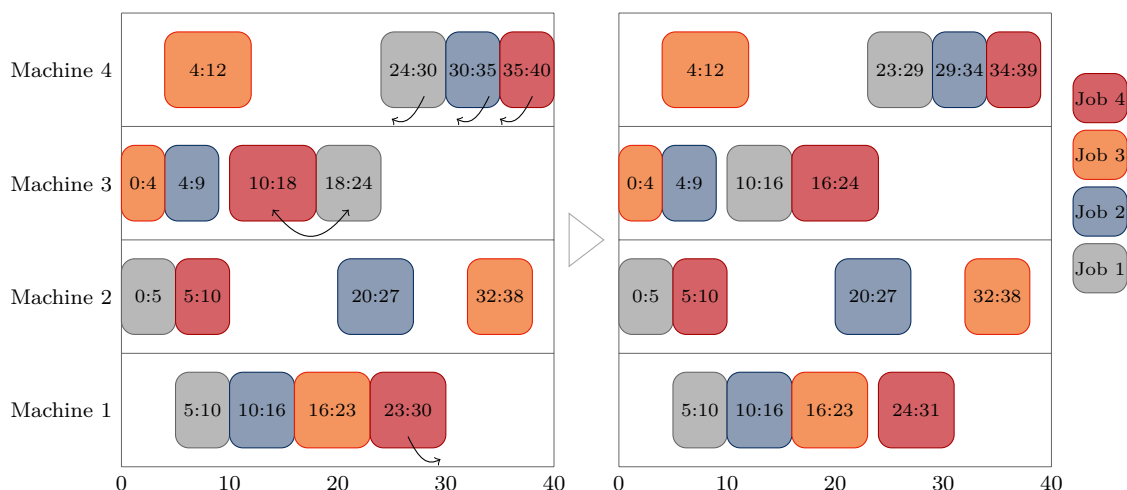 Machine 4 4:12 24:30 30:35 35:40 4:12 23:29 29:34 34:39
Job 4
Job 3
Machine 3 0:4 4:9 10:18 18:24 0:4 4:9 10:16 16:24
Job 2
Job 1
Machine 2 0:5 5:10 20:27 32:38 0:5 5:10 20:27 32:38
Machine 1 5:10 10:16 16:23 23:30 5:10 10:16 16:23 24:31
0 10 20 30 40 0 10 20 30 40